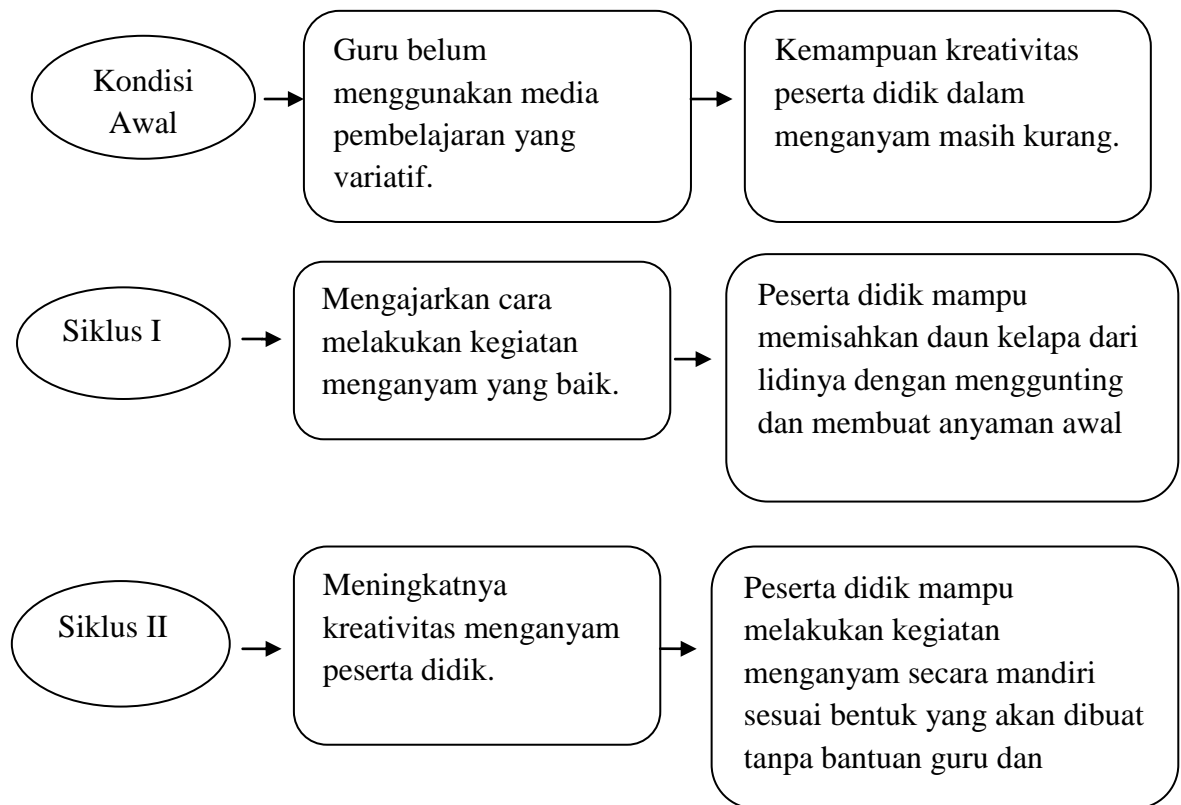 Kondisi
Awal
Guru belum
menggunakan media
pembelajaran yang
variatif.
Kemampuan kreativitas
peserta didik dalam
menganyam masih kurang.
Siklus I
Mengajarkan cara
melakukan kegiatan
menganyam yang baik.
Peserta didik mampu
memisahkan daun kelapa dari
lidinya dengan menggunting
dan membuat anyaman awal
Siklus II
Meningkatnya
kreativitas menganyam
peserta didik.
Peserta didik mampu
melakukan kegiatan
menganyam secara mandiri
sesuai bentuk yang akan dibuat
tanpa bantuan guru dan